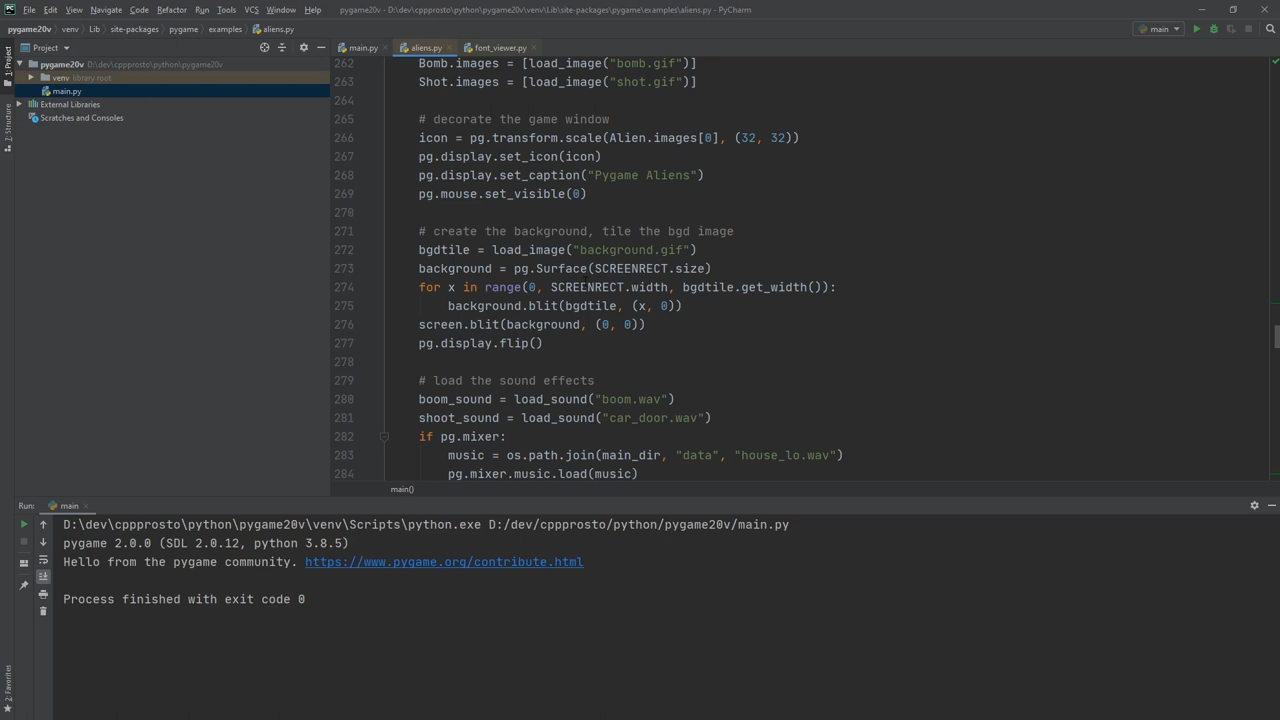 File Edit View Navigate Code Refactor Run Tools VCS Window Help pygame20v - D:\dev\cppprosto\python\pygame20v\venv\Lib\site-packages\pygame\examples\aliens.py - PyCharm
pygame20v venv Lib site-packages pygame examples aliens.py main
1: Project
Project
main.py aliens.py font_viewer.py
pygame20v D:\dev\cppprosto\python\pygame20v
venv library root
main.py
External Libraries
Scratches and Consoles
7: Structure
262 Bomb.images = [load_image("bomb.gif")]
263 Shot.images = [load_image("shot.gif")]
264
265 # decorate the game window
266 icon = pg.transform.scale(Alien.images[0], (32, 32))
267 pg.display.set_icon(icon)
268 pg.display.set_caption("Pygame Aliens")
269 pg.mouse.set_visible(0)
270
271 # create the background, tile the bgd image
272 bgdtile = load_image("background.gif")
273 background = pg.Surface(SCREENRECT.size)
274 for x in range(0, SCREENRECT.width, bgdtile.get_width()):
275 background.blit(bgdtile, (x, 0))
276 screen.blit(background, (0, 0))
277 pg.display.flip()
278
279 # load the sound effects
280 boom_sound = load_sound("boom.wav")
281 shoot_sound = load_sound("car_door.wav")
282 if pg.mixer:
283 music = os.path.join(main_dir, "data", "house_lo.wav")
284 pg.mixer.music.load(music)
main()
Run: main
D:\dev\cppprosto\python\pygame20v\venv\Scripts\python.exe D:/dev/cppprosto/python/pygame20v/main.py
pygame 2.0.0 (SDL 2.0.12, python 3.8.5)
Hello from the pygame community. https://www.pygame.org/contribute.html
Process finished with exit code 0
2: Favorites